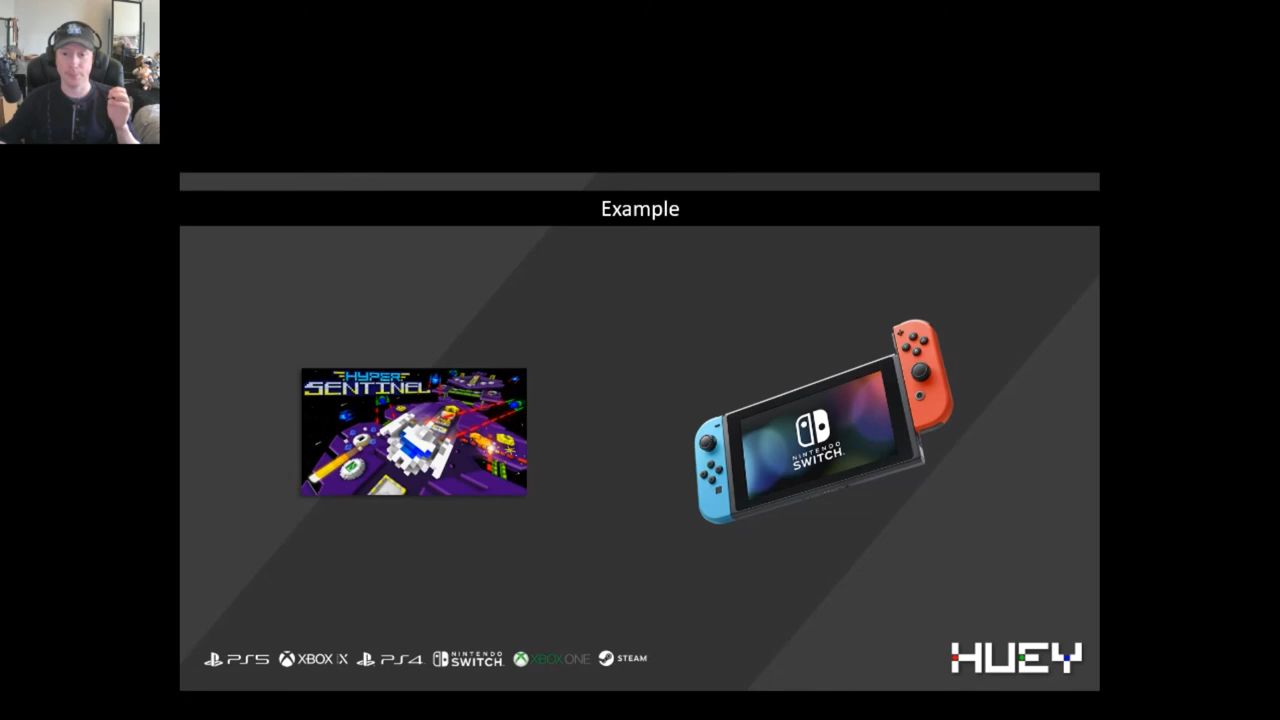 Example
HYPER
SENTINEL
NINTENDO
SWITCH
PS5 XBOX X PS4 NINTENDO SWITCH XBOX ONE STEAM
HUEY